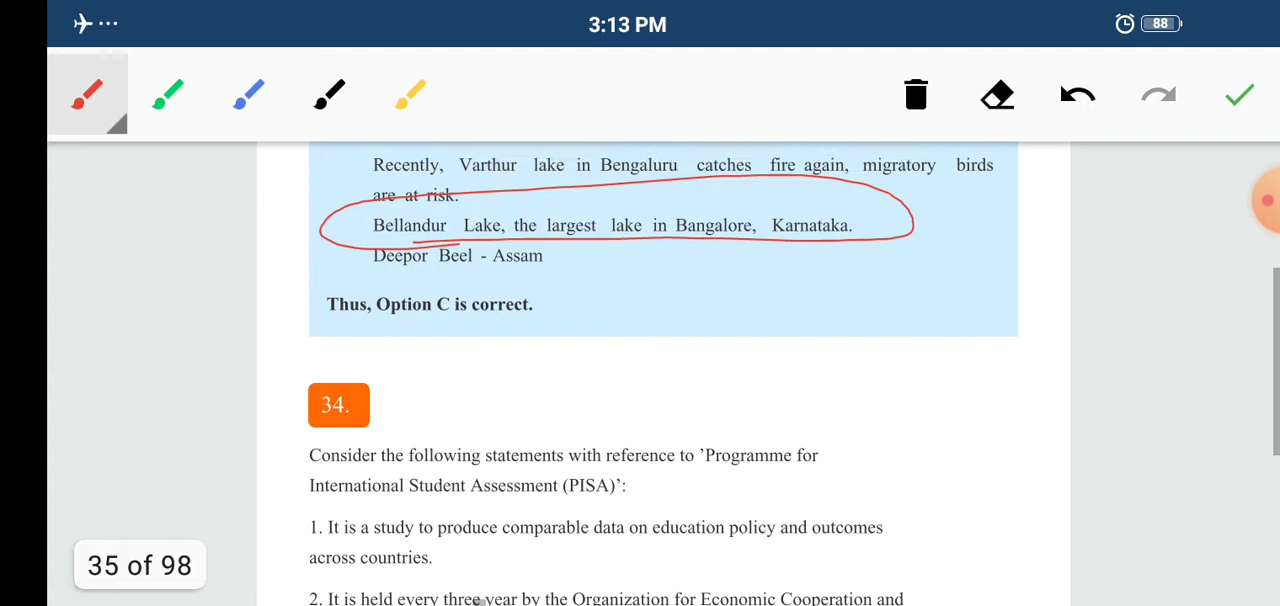 3:13 PM
88
Recently, Varthur lake in Bengaluru catches fire again, migratory birds
are at risk.
Bellandur Lake, the largest lake in Bangalore, Karnataka.
Deepor Beel - Assam
Thus, Option C is correct.
34.
Consider the following statements with reference to ’Programme for
International Student Assessment (PISA)’:
1. It is a study to produce comparable data on education policy and outcomes
across countries.
35 of 98
2. It is held every three year by the Organization for Economic Cooperation and